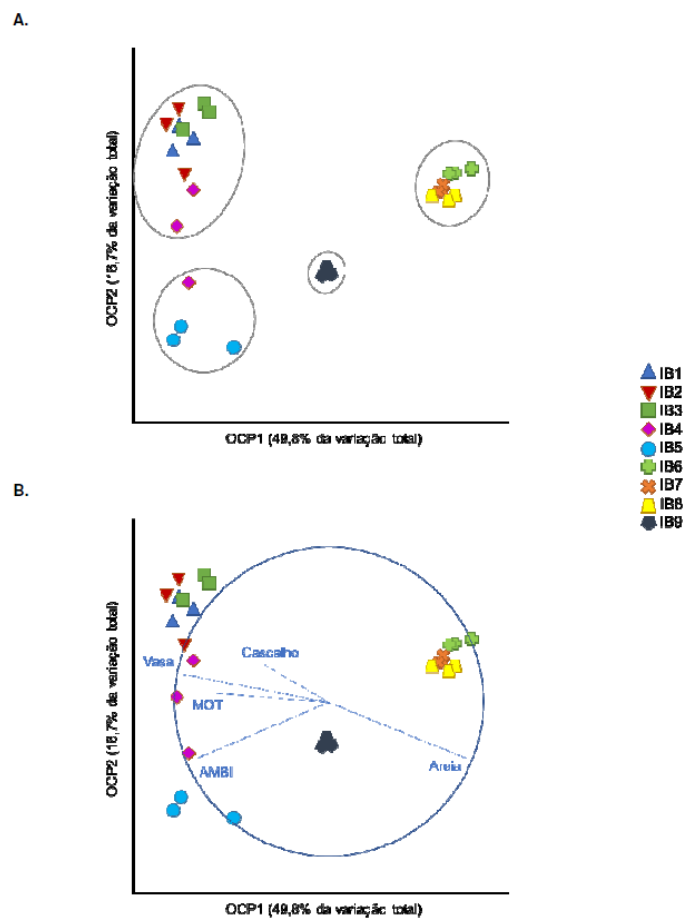 A.
OCP2 (18,7% da variação total)
OCP1 (49,8% da variação total)
IB1
IB2
IB3
IB4
IB5
IB6
IB7
IB8
IB9
B.
Cascalho
Vasa
MOT
AMBI
Areia
OCP2 (18,7% da variação total)
OCP1 (49,8% da variação total)